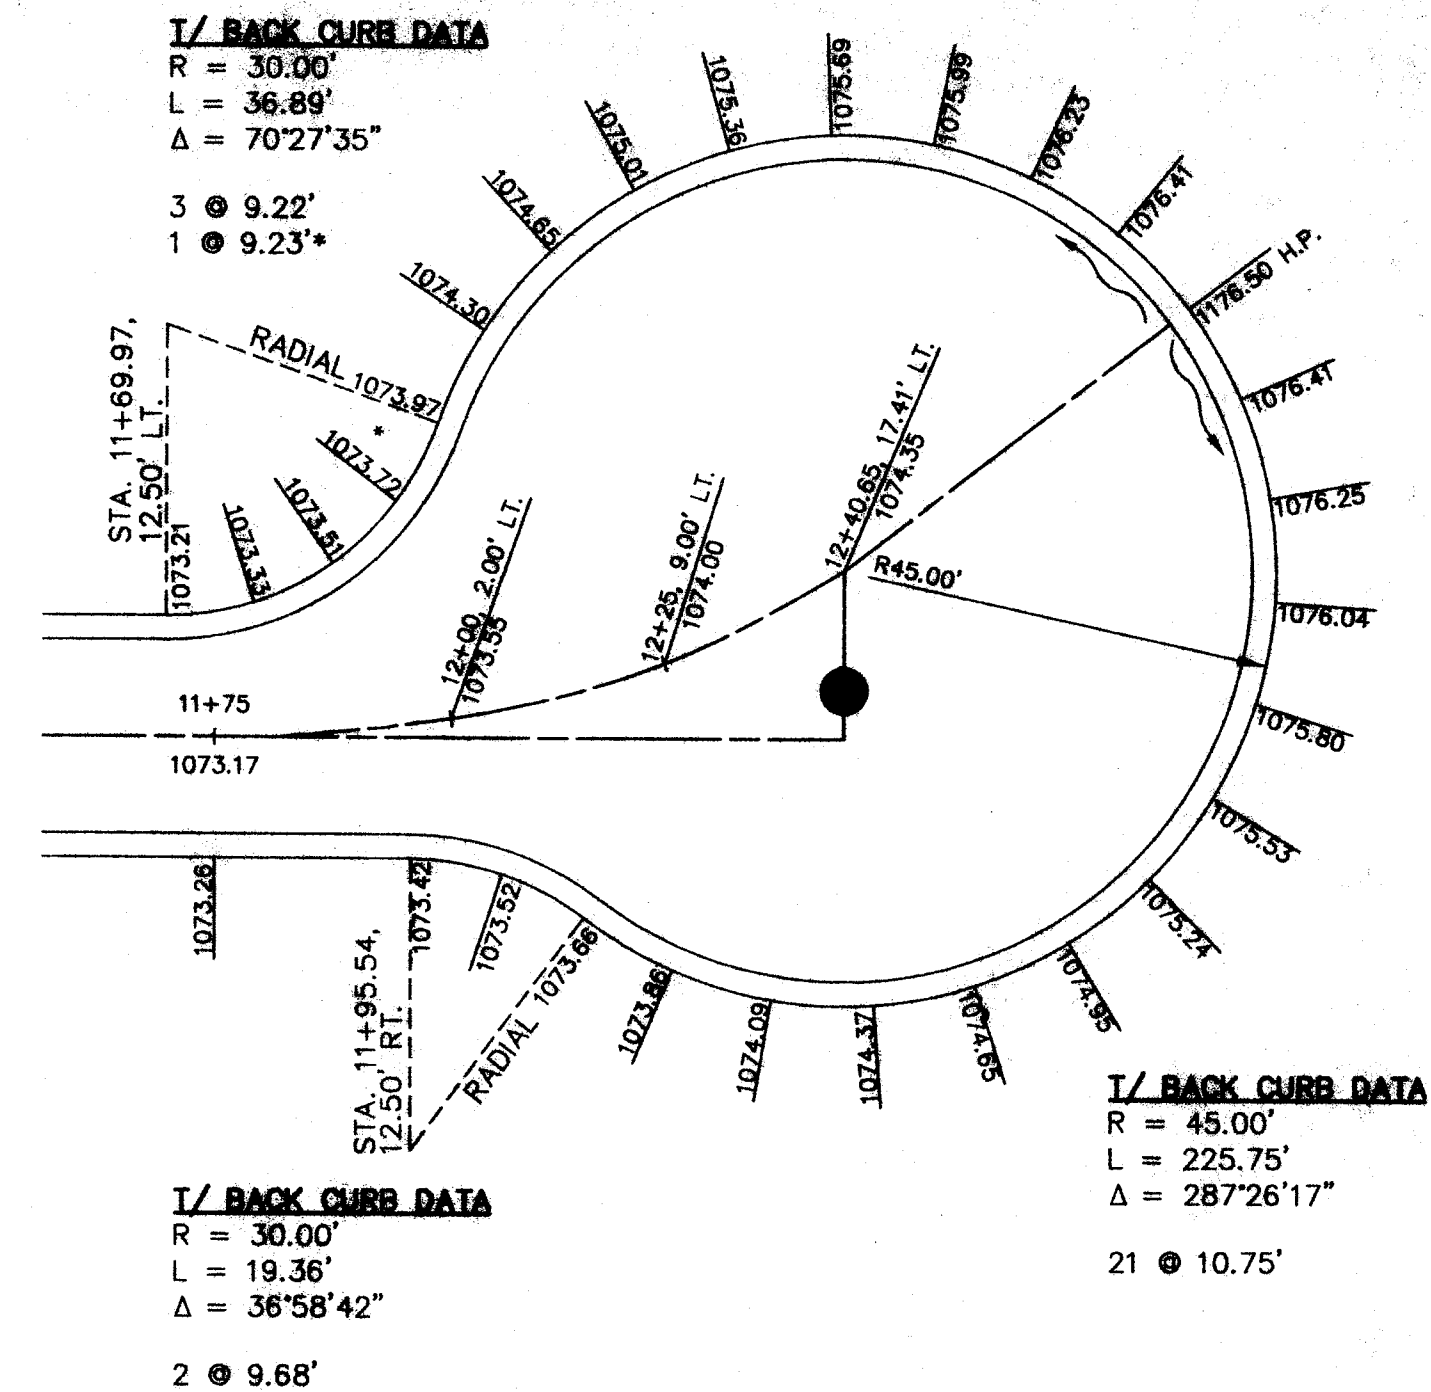 T/ BACK CURB DATA
R = 30.00'
L = 36.89'
Δ = 70°27'35"
3 @ 9.22'
1 @ 9.23'*
STA. 11+69.97,
12.50' LT.
RADIAL
1073.21
1073.33
1073.51
1073.72
*
1073.97
1074.30
1074.65
1075.01
1075.36
1075.69
1075.99
1076.23
1076.41
1176.50 H.P.
1076.41
1076.25
1076.04
1075.80
1075.53
1075.24
1074.95
1074.65
1074.37
1074.09
1073.86
RADIAL 1073.66
1073.52
1073.42
1073.26
STA. 11+95.54,
12.50' RT.
11+75
1073.17
12+00, 2.00' LT.
1073.55
12+25, 9.00' LT.
1074.00
12+40.65, 17.41' LT.
1074.35
R45.00'
T/ BACK CURB DATA
R = 45.00'
L = 225.75'
Δ = 287°26'17"
21 @ 10.75'
T/ BACK CURB DATA
R = 30.00'
L = 19.36'
Δ = 36°58'42"
2 @ 9.68'